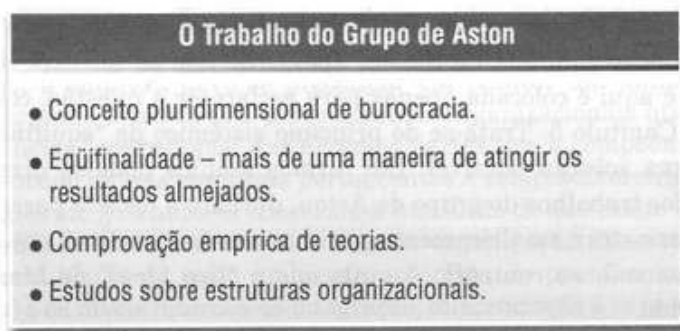 O Trabalho do Grupo de Aston
• Conceito pluridimensional de burocracia.
• Eqüifinalidade – mais de uma maneira de atingir os
resultados almejados.
• Comprovação empírica de teorias.
• Estudos sobre estruturas organizacionais.